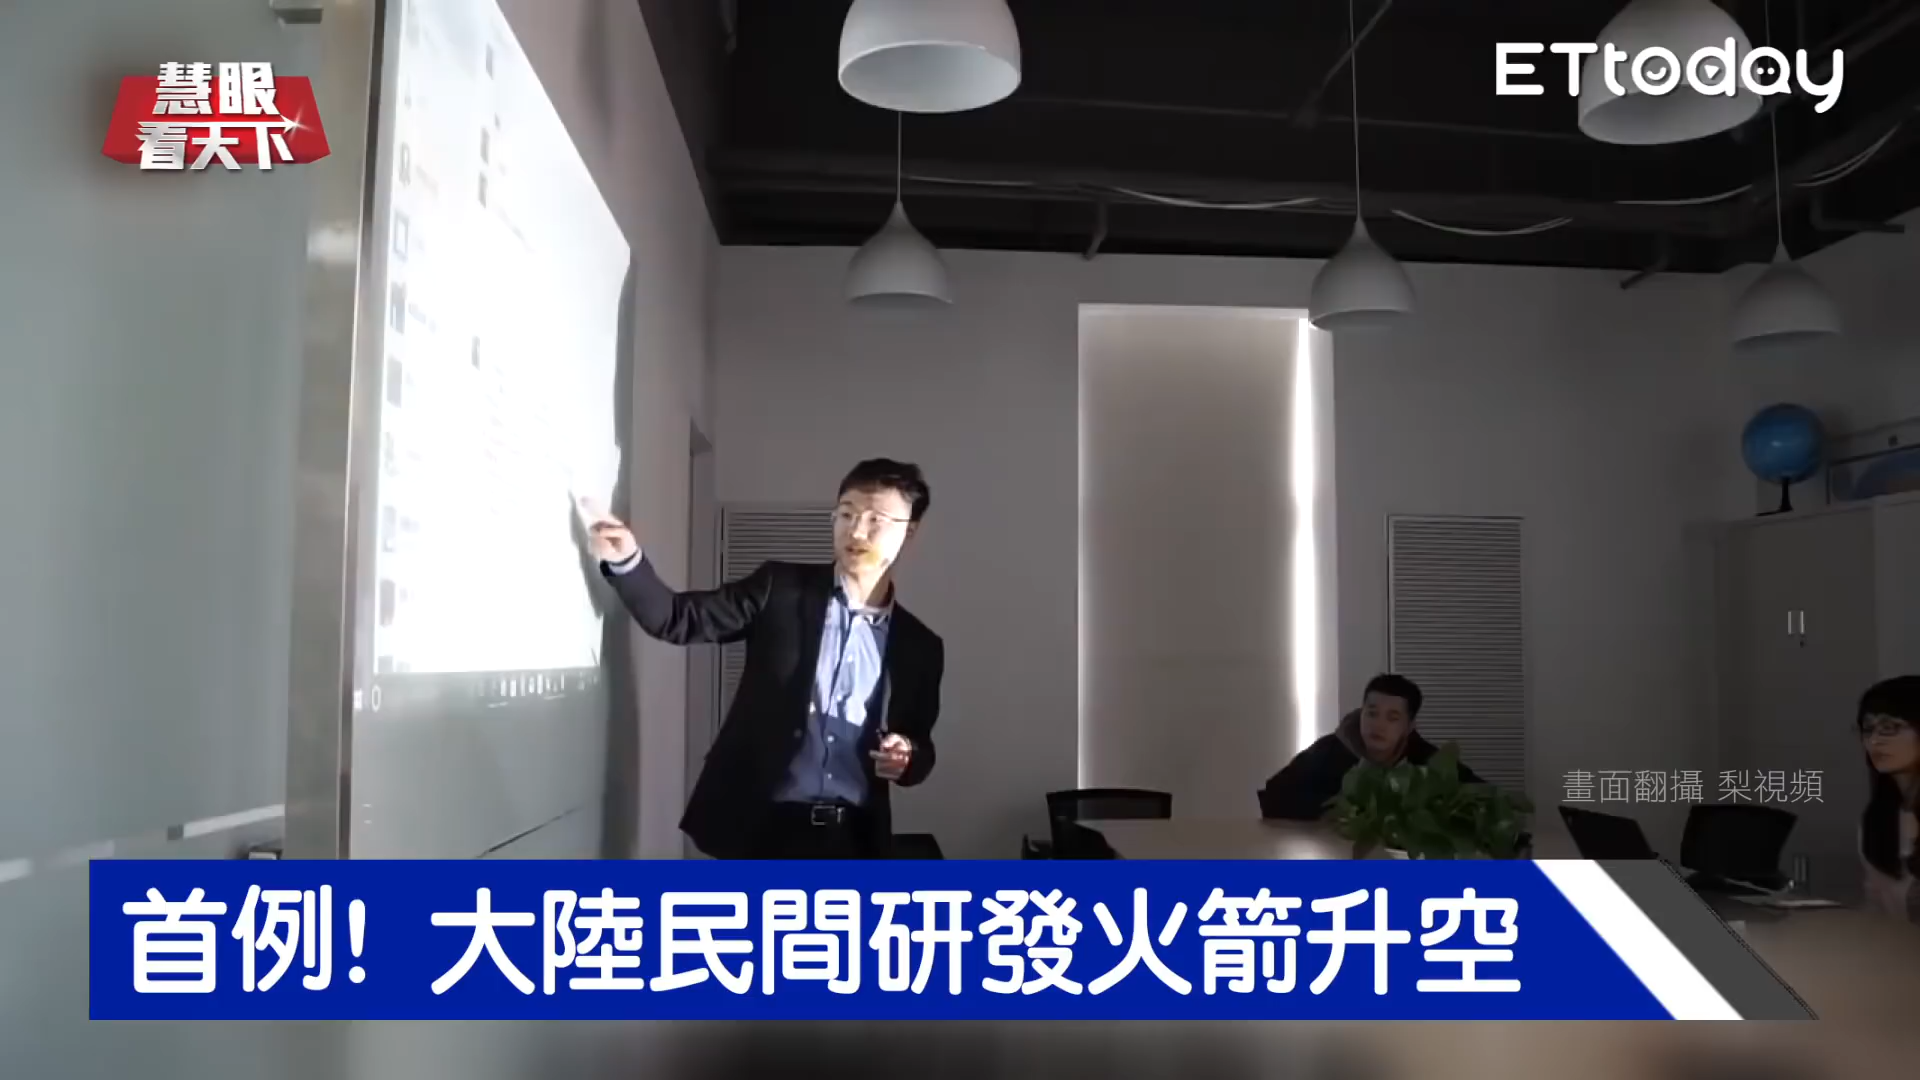 慧眼
看天下
ETtoday
畫面翻攝 梨視頻
首例! 大陸民間研發火箭升空